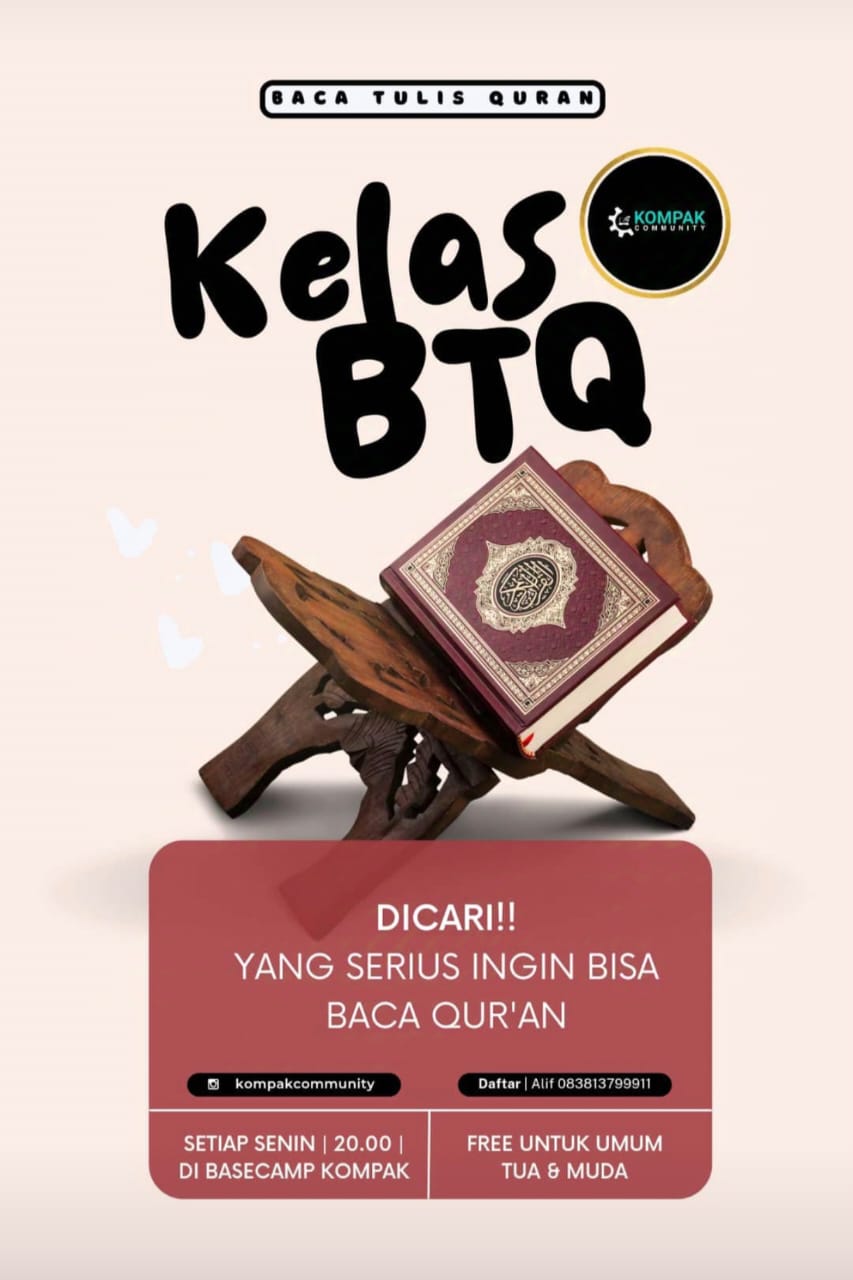 BACA TULIS QURAN
Kelas
KOMPAK
COMMUNITY
BTQ
DICARI!!
YANG SERIUS INGIN BISA
BACA QUR'AN
kompakcommunity
Daftar | Alif 083813799911
SETIAP SENIN | 20.00 |
DI BASECAMP KOMPAK
FREE UNTUK UMUM
TUA & MUDA